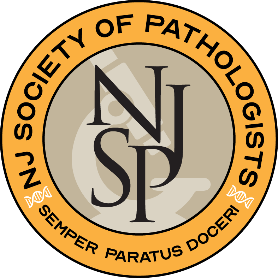 NJ SOCIETY OF PATHOLOGISTS
NJ
SP
SEMPER PARATUS DOCERI